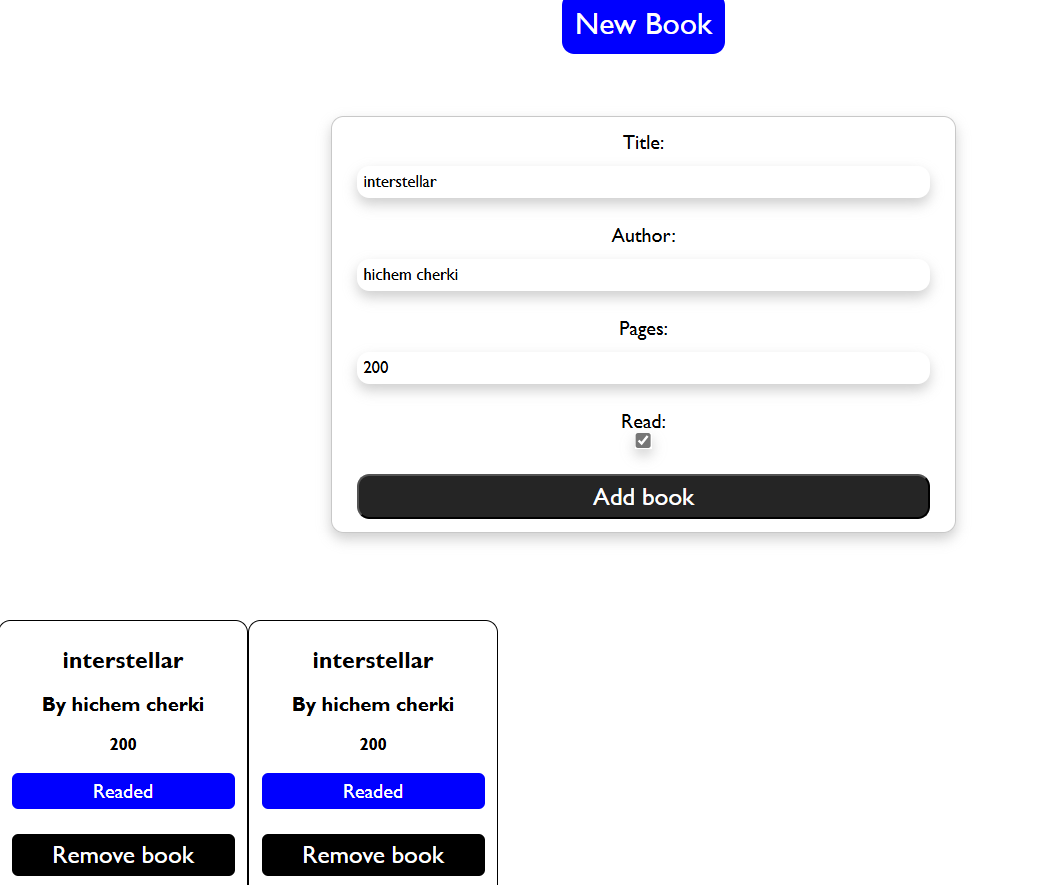 New Book
Title:
interstellar
Author:
hichem cherki
Pages:
200
Read:
Add book
interstellar
By hichem cherki
200
Readed
Remove book
interstellar
By hichem cherki
200
Readed
Remove book